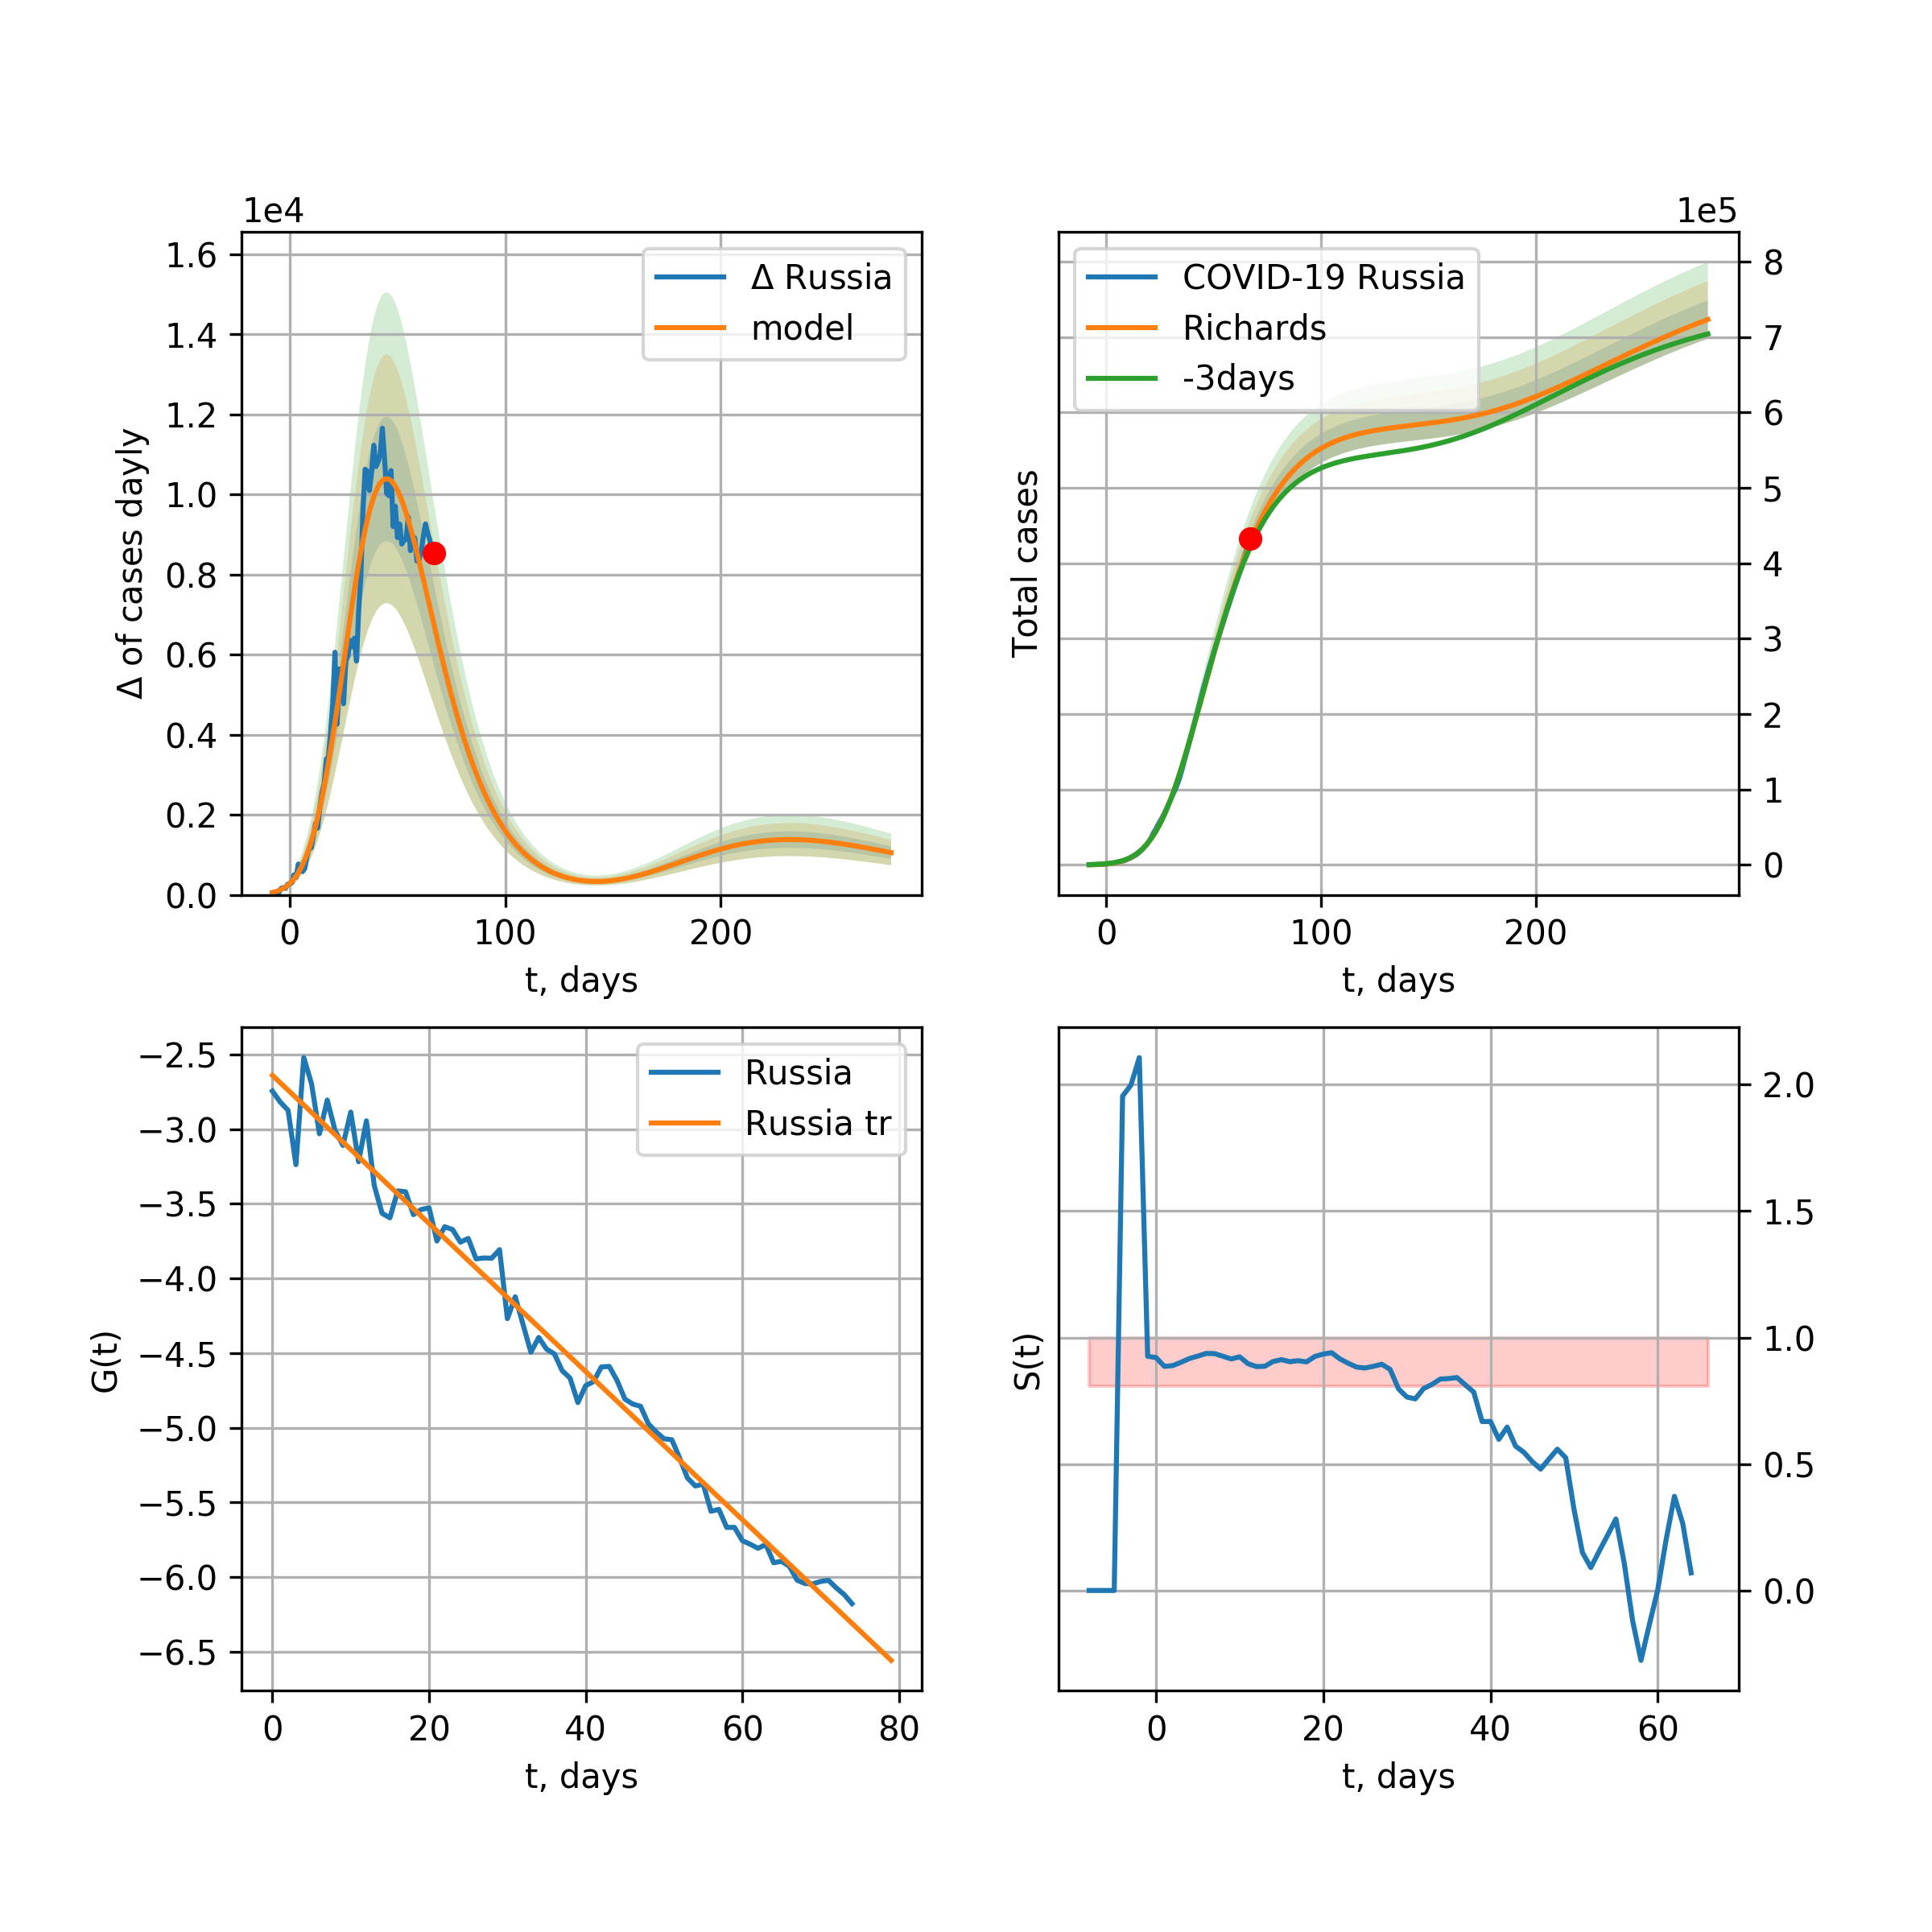 1e4
1.6
1.4
1.2
1.0
0.8
0.6
0.4
0.2
0.0
Δ of cases dayly
Δ Russia
model
0 100 200
t, days
1e5
8
7
6
5
4
3
2
1
0
Total cases
COVID-19 Russia
Richards
-3days
0 100 200
t, days
−2.5
−3.0
−3.5
−4.0
−4.5
−5.0
−5.5
−6.0
−6.5
G(t)
Russia
Russia tr
0 20 40 60 80
t, days
2.0
1.5
1.0
0.5
0.0
S(t)
0 20 40 60
t, days